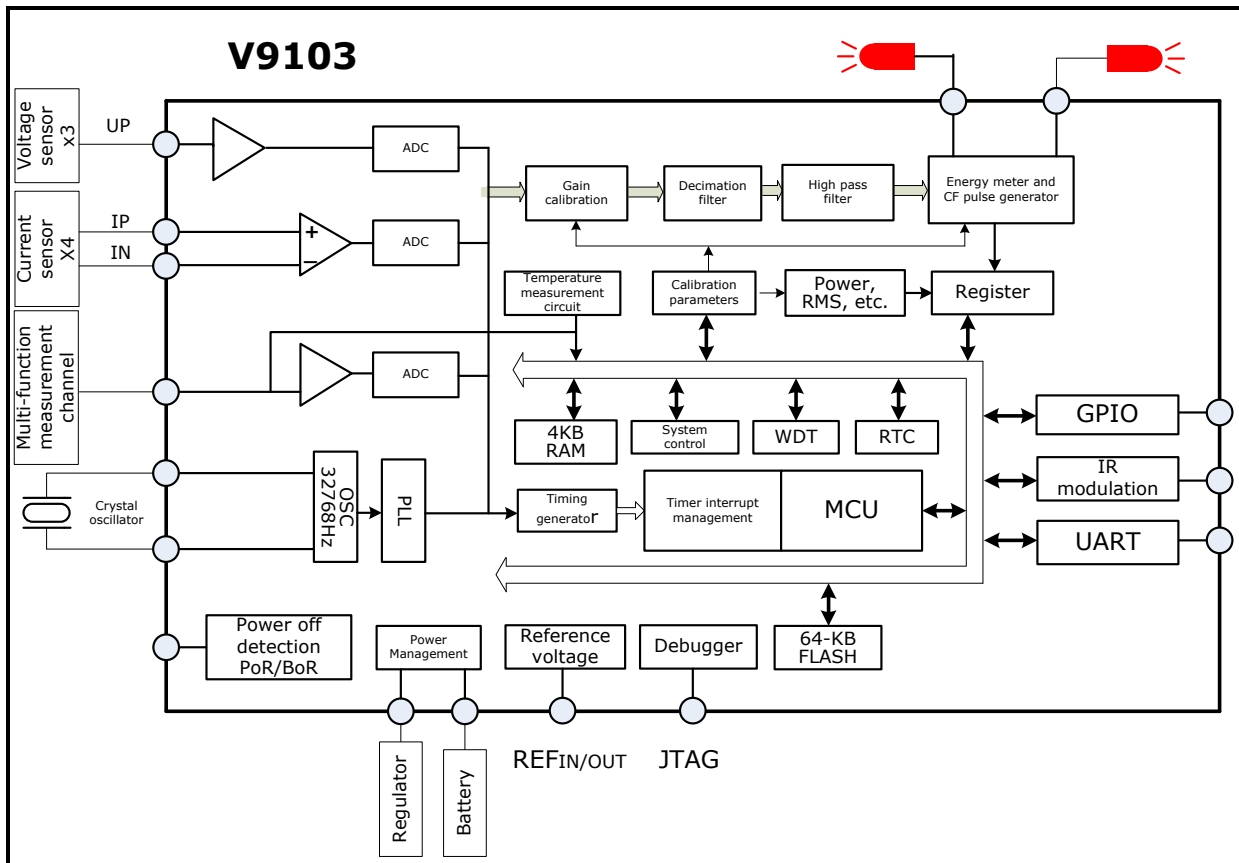 V9103
Voltage
sensor
x3
UP
ADC
Gain
calibration
Decimation
filter
High pass
filter
Energy meter and
CF pulse generator
Current
sensor
X4
IP
IN
+
−
ADC
Temperature
measurement
circuit
Calibration
parameters
Power,
RMS, etc.
Register
Multi-function
measurement
channel
ADC
4KB
RAM
System
control
WDT
RTC
GPIO
Crystal
oscillator
OSC
32768Hz
PLL
Timing
generator
Timer interrupt
management
MCU
IR
modulation
UART
Power off
detection
PoR/BoR
Power
Management
Reference
voltage
Debugger
64-KB
FLASH
Regulator
Battery
REFIN/OUT
JTAG